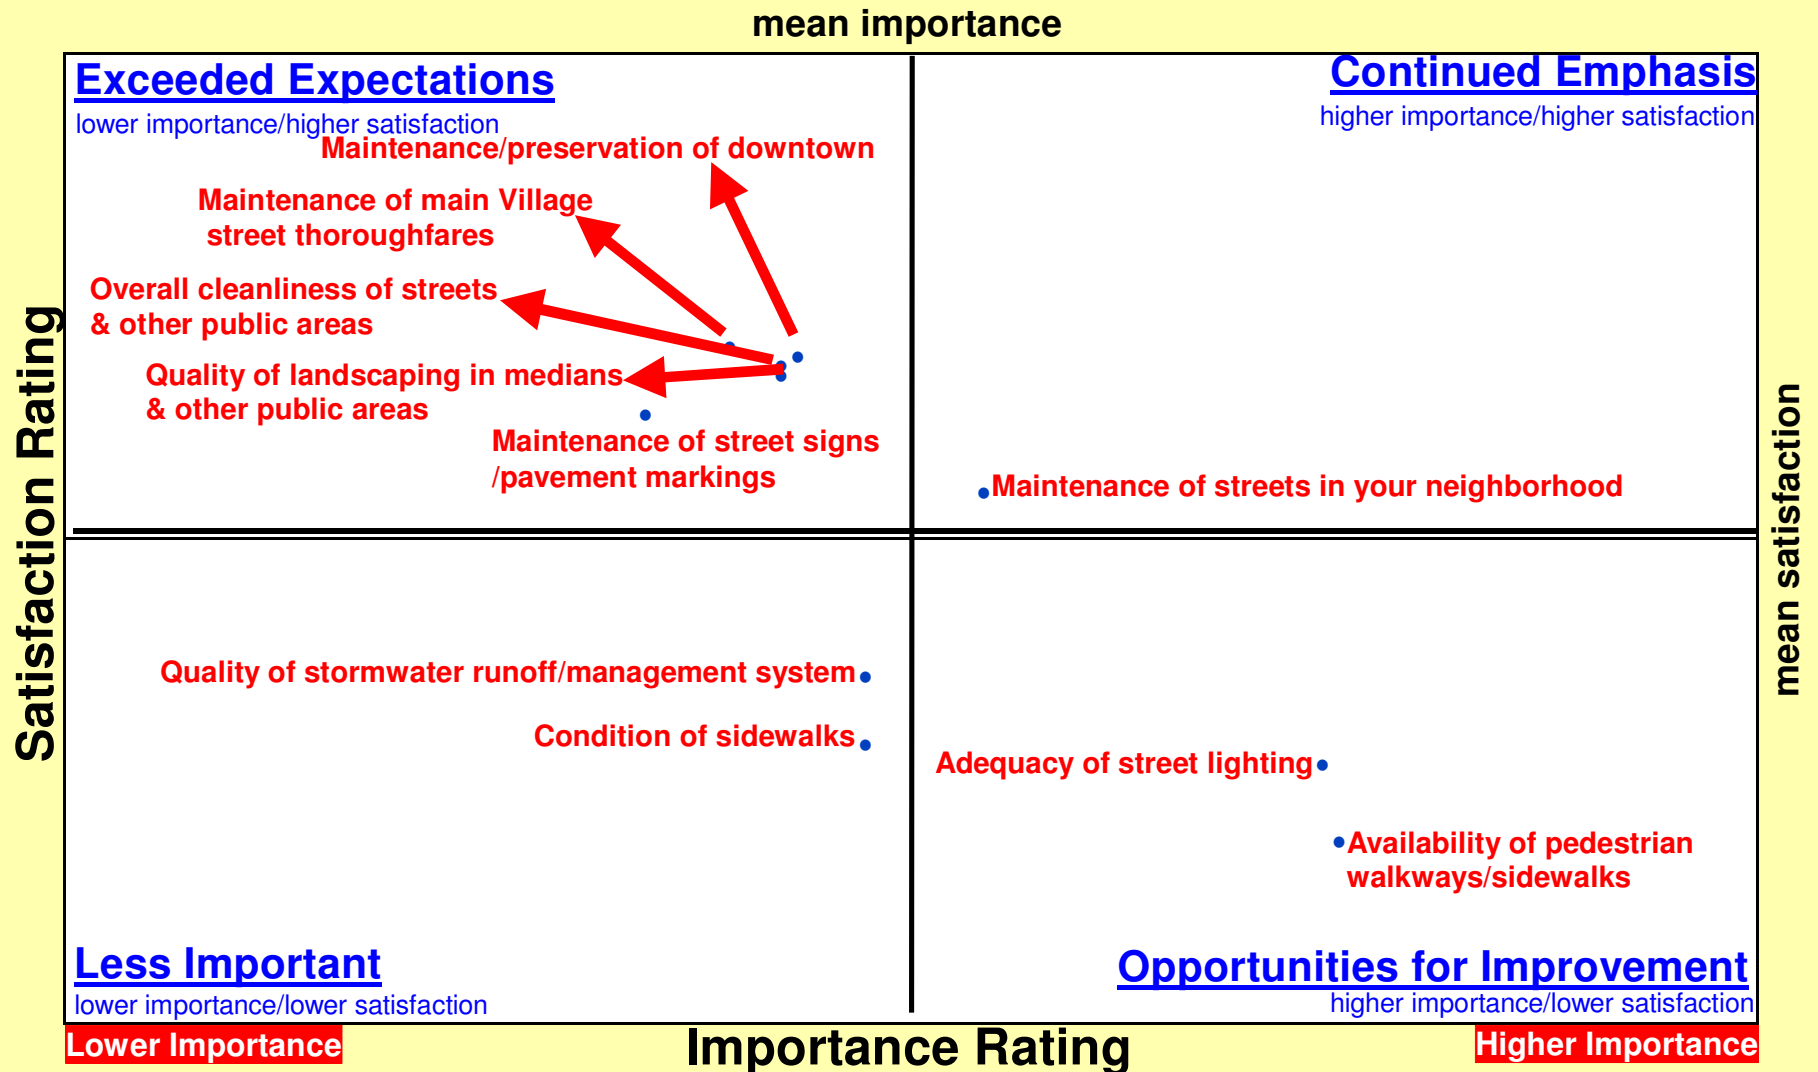 mean importance
Exceeded Expectations
lower importance/higher satisfaction
Continued Emphasis
higher importance/higher satisfaction
Maintenance/preservation of downtown
Maintenance of main Village
street thoroughfares
Overall cleanliness of streets
& other public areas
Quality of landscaping in medians
& other public areas
Maintenance of street signs
/pavement markings
Maintenance of streets in your neighborhood
Satisfaction Rating
mean satisfaction
Quality of stormwater runoff/management system
Condition of sidewalks
Adequacy of street lighting
Availability of pedestrian
walkways/sidewalks
Less Important
lower importance/lower satisfaction
Opportunities for Improvement
higher importance/lower satisfaction
Lower Importance
Importance Rating
Higher Importance